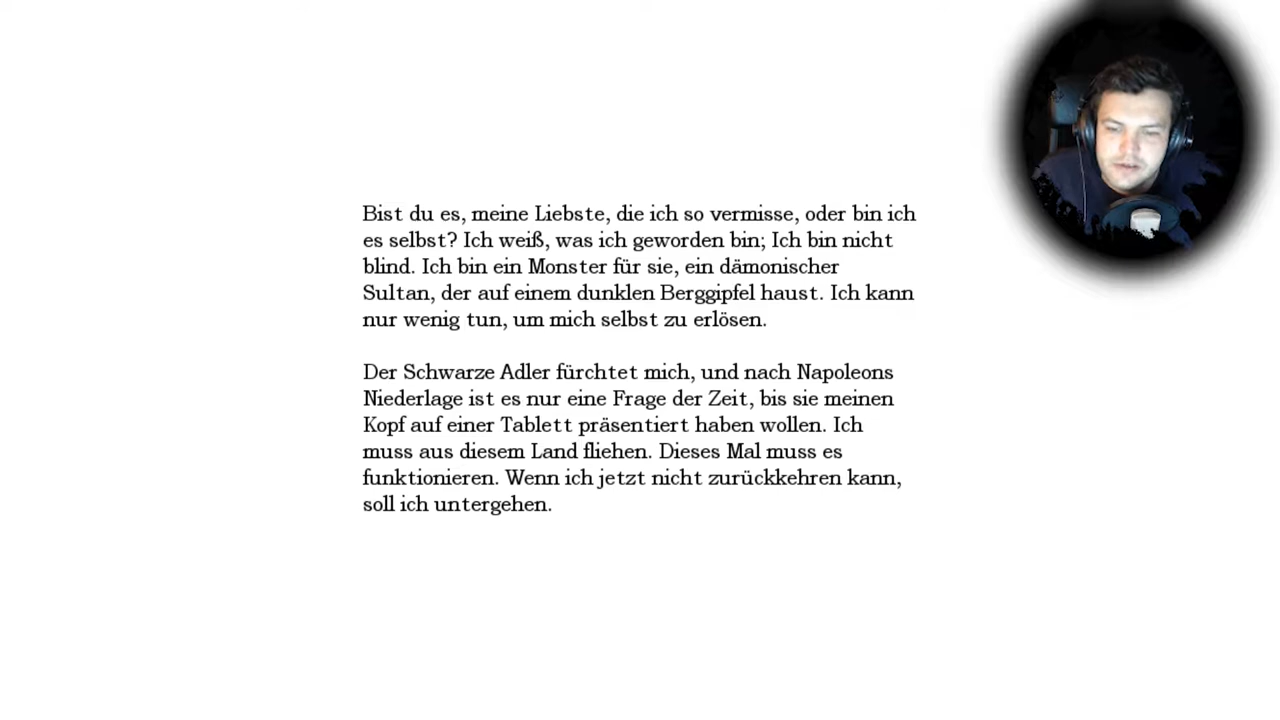 Bist du es, meine Liebste, die ich so vermisse, oder bin ich
es selbst? Ich weiß, was ich geworden bin; Ich bin nicht
blind. Ich bin ein Monster für sie, ein dämonischer
Sultan, der auf einem dunklen Berggipfel haust. Ich kann
nur wenig tun, um mich selbst zu erlösen.
Der Schwarze Adler fürchtet mich, und nach Napoleons
Niederlage ist es nur eine Frage der Zeit, bis sie meinen
Kopf auf einer Tablett präsentiert haben wollen. Ich
muss aus diesem Land fliehen. Dieses Mal muss es
funktionieren. Wenn ich jetzt nicht zurückkehren kann,
soll ich untergehen.